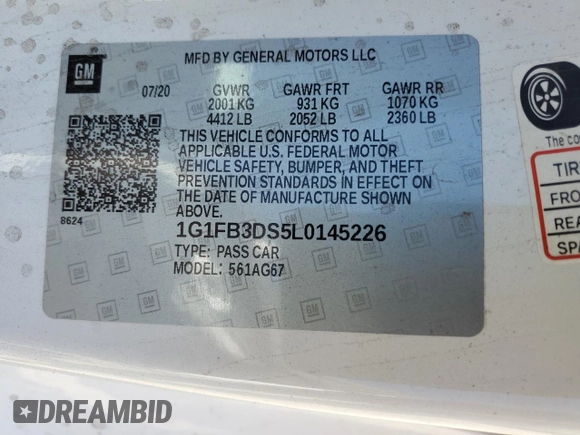 MFD BY GENERAL MOTORS LLC
GM
07/20 GVWR GAWR FRT GAWR RR
2001 KG 931 KG 1070 KG
4412 LB 2052 LB 2360 LB
THIS VEHICLE CONFORMS TO ALL
APPLICABLE U.S. FEDERAL MOTOR
VEHICLE SAFETY, BUMPER, AND THEFT
PREVENTION STANDARDS IN EFFECT ON
THE DATE OF MANUFACTURE SHOWN
ABOVE.
8624
1G1FB3DS5L0145226
TYPE: PASS CAR
MODEL: 561AG67
The co
TIR
FRO
REA
SPA
DREAMBID